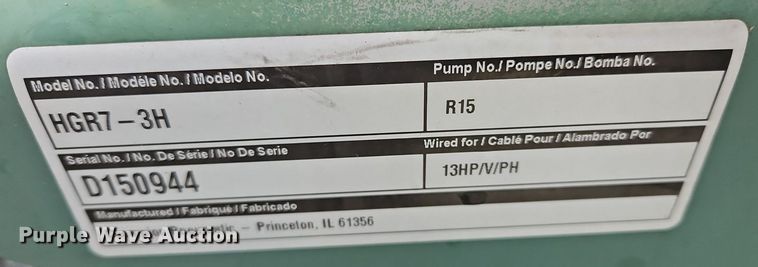 Model No./Modéle No./Modelo No.
HGR7-3H
Pump No./Pompe No./Bomba No.
R15
Serial No./No. De Série/No De Serie
D150944
Wired for/Cablé Pour/Alambrado Por
13HP/V/PH
Manufactured/Fabriqué/Fabricado
– Princeton, IL 61356
Purple Wave Auction